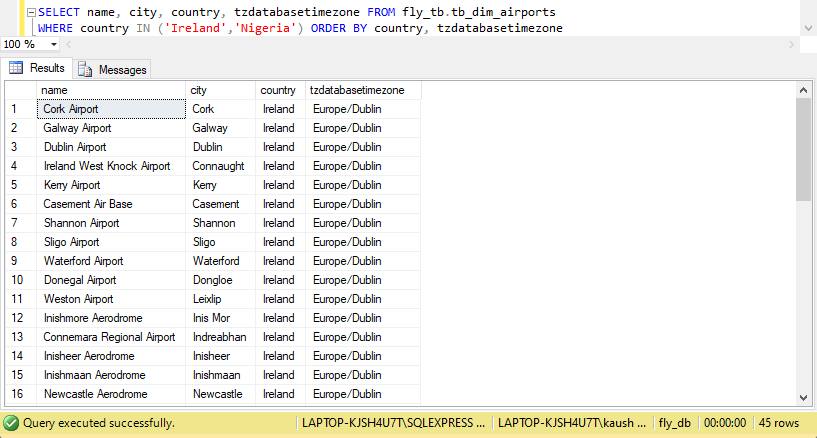 SELECT name, city, country, tzdatabasetimezone FROM fly_tb.tb_dim_airports
WHERE country IN ('Ireland','Nigeria') ORDER BY country, tzdatabasetimezone
100 %
Results Messages
name city country tzdatabasetimezone
1 Cork Airport Cork Ireland Europe/Dublin
2 Galway Airport Galway Ireland Europe/Dublin
3 Dublin Airport Dublin Ireland Europe/Dublin
4 Ireland West Knock Airport Connaught Ireland Europe/Dublin
5 Kerry Airport Kerry Ireland Europe/Dublin
6 Casement Air Base Casement Ireland Europe/Dublin
7 Shannon Airport Shannon Ireland Europe/Dublin
8 Sligo Airport Sligo Ireland Europe/Dublin
9 Waterford Airport Waterford Ireland Europe/Dublin
10 Donegal Airport Dongloe Ireland Europe/Dublin
11 Weston Airport Leixlip Ireland Europe/Dublin
12 Inishmore Aerodrome Inis Mor Ireland Europe/Dublin
13 Connemara Regional Airport Indreabhan Ireland Europe/Dublin
14 Inisheer Aerodrome Inisheer Ireland Europe/Dublin
15 Inishmaan Aerodrome Inishmaan Ireland Europe/Dublin
16 Newcastle Aerodrome Newcastle Ireland Europe/Dublin
Query executed successfully. LAPTOP-KJSH4U7T\SQLEXPRESS ... LAPTOP-KJSH4U7T\kaush ... fly_db 00:00:00 45 rows